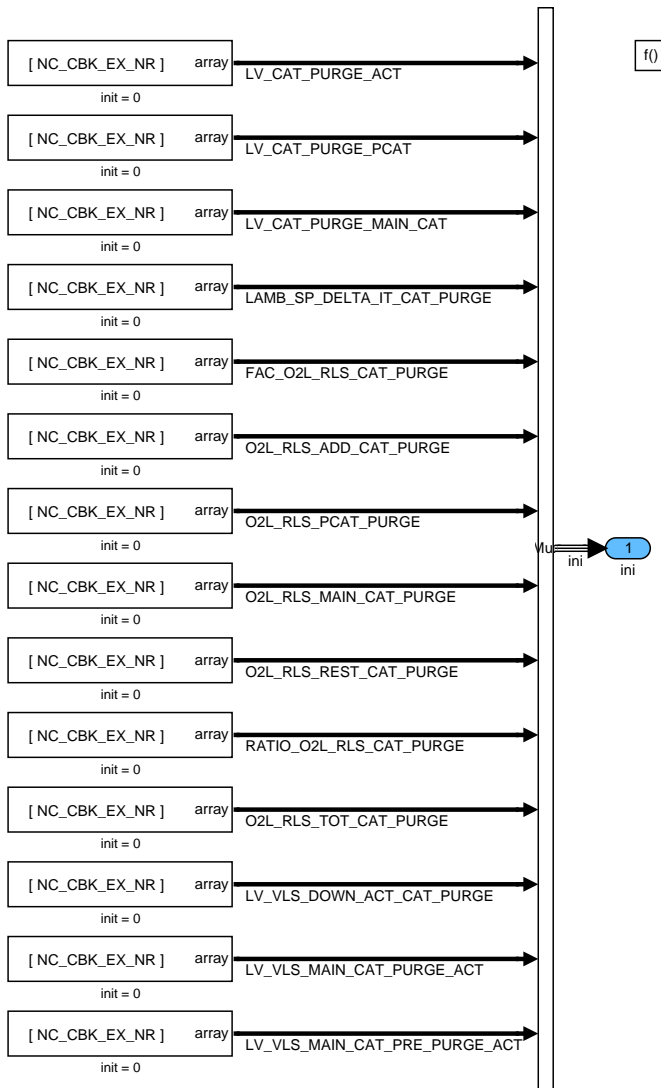 [ NC_CBK_EX_NR ] array
LV_CAT_PURGE_ACT
init = 0
f()
[ NC_CBK_EX_NR ] array
LV_CAT_PURGE_PCAT
init = 0
[ NC_CBK_EX_NR ] array
LV_CAT_PURGE_MAIN_CAT
init = 0
[ NC_CBK_EX_NR ] array
LAMB_SP_DELTA_IT_CAT_PURGE
init = 0
[ NC_CBK_EX_NR ] array
FAC_O2L_RLS_CAT_PURGE
init = 0
[ NC_CBK_EX_NR ] array
O2L_RLS_ADD_CAT_PURGE
init = 0
[ NC_CBK_EX_NR ] array
O2L_RLS_PCAT_PURGE
init = 0
Mu
ini
1
ini
[ NC_CBK_EX_NR ] array
O2L_RLS_MAIN_CAT_PURGE
init = 0
[ NC_CBK_EX_NR ] array
O2L_RLS_REST_CAT_PURGE
init = 0
[ NC_CBK_EX_NR ] array
RATIO_O2L_RLS_CAT_PURGE
init = 0
[ NC_CBK_EX_NR ] array
O2L_RLS_TOT_CAT_PURGE
init = 0
[ NC_CBK_EX_NR ] array
LV_VLS_DOWN_ACT_CAT_PURGE
init = 0
[ NC_CBK_EX_NR ] array
LV_VLS_MAIN_CAT_PURGE_ACT
init = 0
[ NC_CBK_EX_NR ] array
LV_VLS_MAIN_CAT_PRE_PURGE_ACT
init = 0